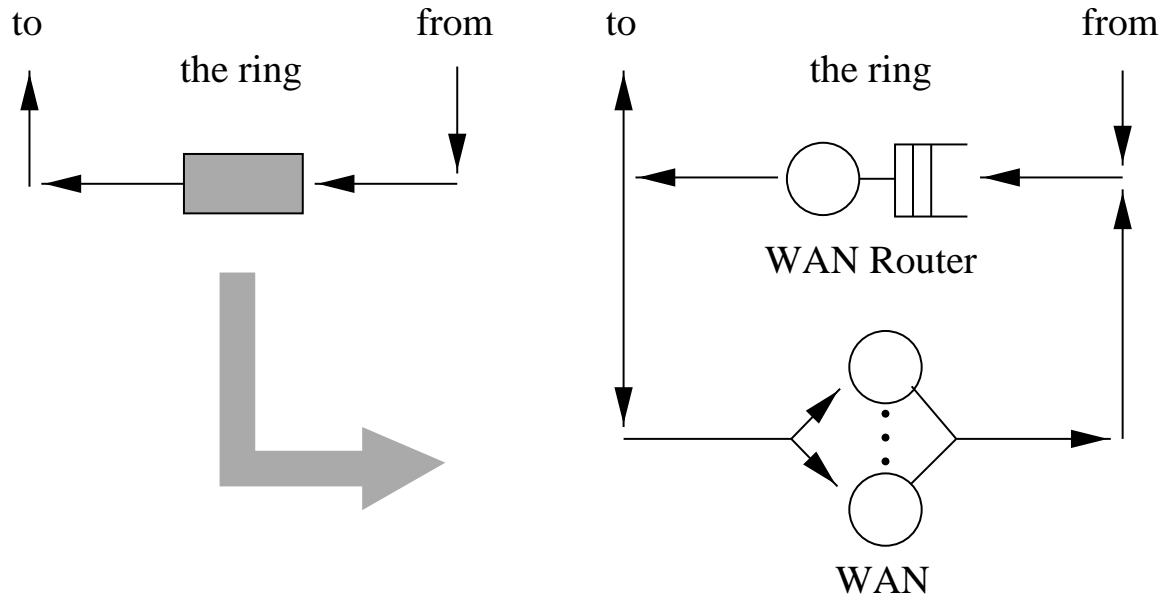 to
from
the ring
to
from
the ring
WAN Router
WAN